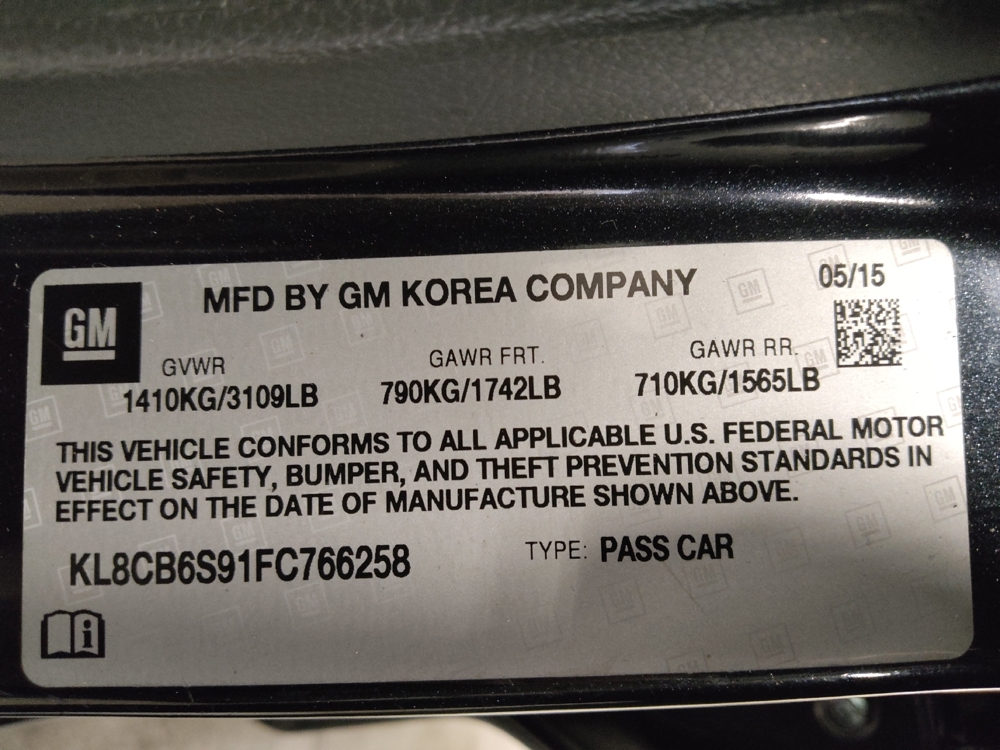 GM
MFD BY GM KOREA COMPANY
05/15
GVWR
1410KG/3109LB
GAWR FRT.
790KG/1742LB
GAWR RR.
710KG/1565LB
THIS VEHICLE CONFORMS TO ALL APPLICABLE U.S. FEDERAL MOTOR
VEHICLE SAFETY, BUMPER, AND THEFT PREVENTION STANDARDS IN
EFFECT ON THE DATE OF MANUFACTURE SHOWN ABOVE.
KL8CB6S91FC766258
TYPE: PASS CAR